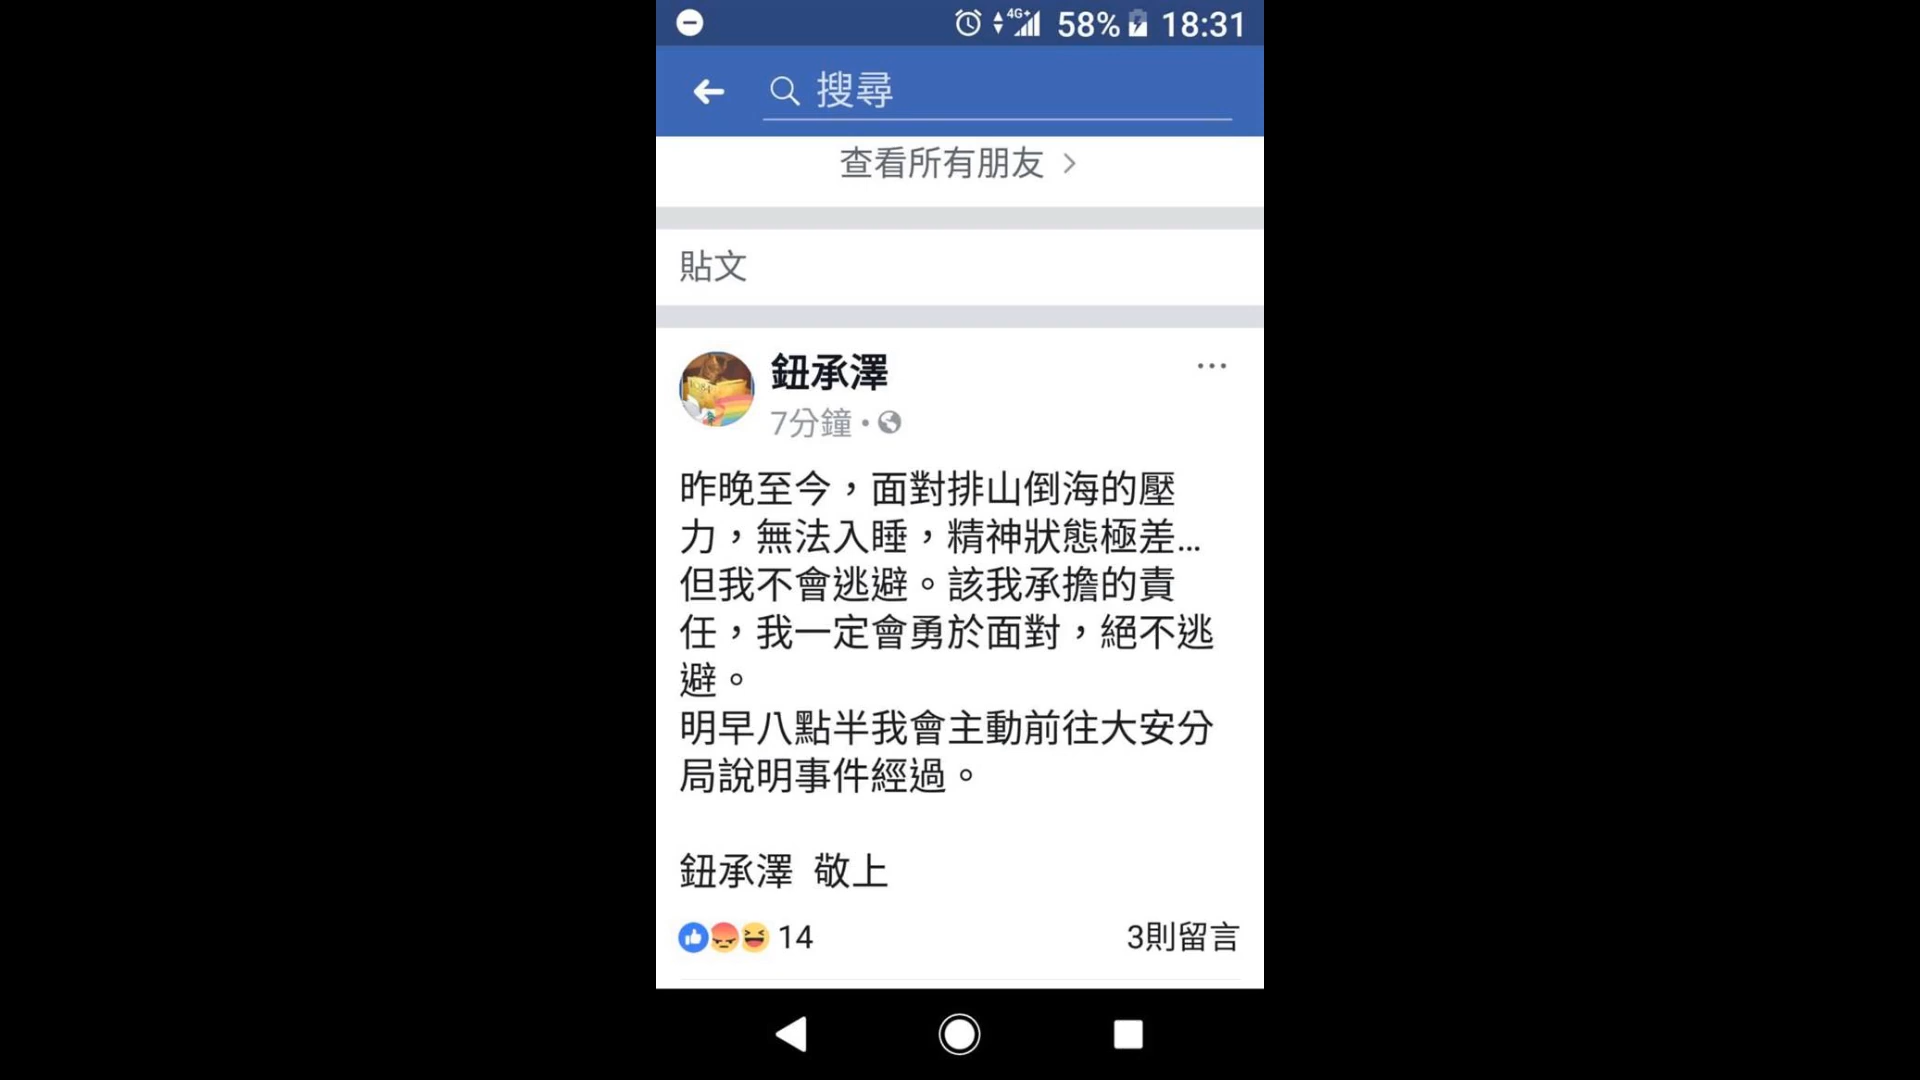 4G+ 58% 18:31
搜尋
查看所有朋友
貼文
鈕承澤
7分鐘
昨晚至今，面對排山倒海的壓
力，無法入睡，精神狀態極差...
但我不會逃避。該我承擔的責
任，我一定會勇於面對，絕不逃
避。
明早八點半我會主動前往大安分
局說明事件經過。
鈕承澤 敬上
14 3則留言